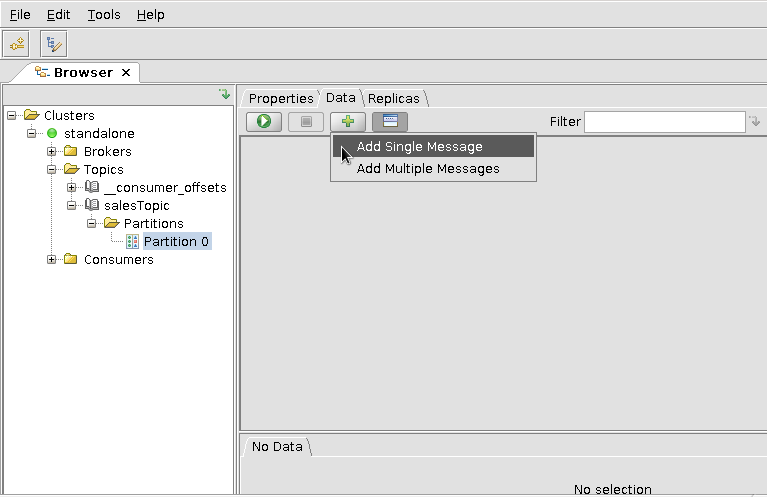 File Edit Tools Help
Browser
Clusters
standalone
Brokers
Topics
__consumer_offsets
salesTopic
Partitions
Partition 0
Consumers
Properties Data Replicas
Filter
Add Single Message
Add Multiple Messages
No Data
No selection